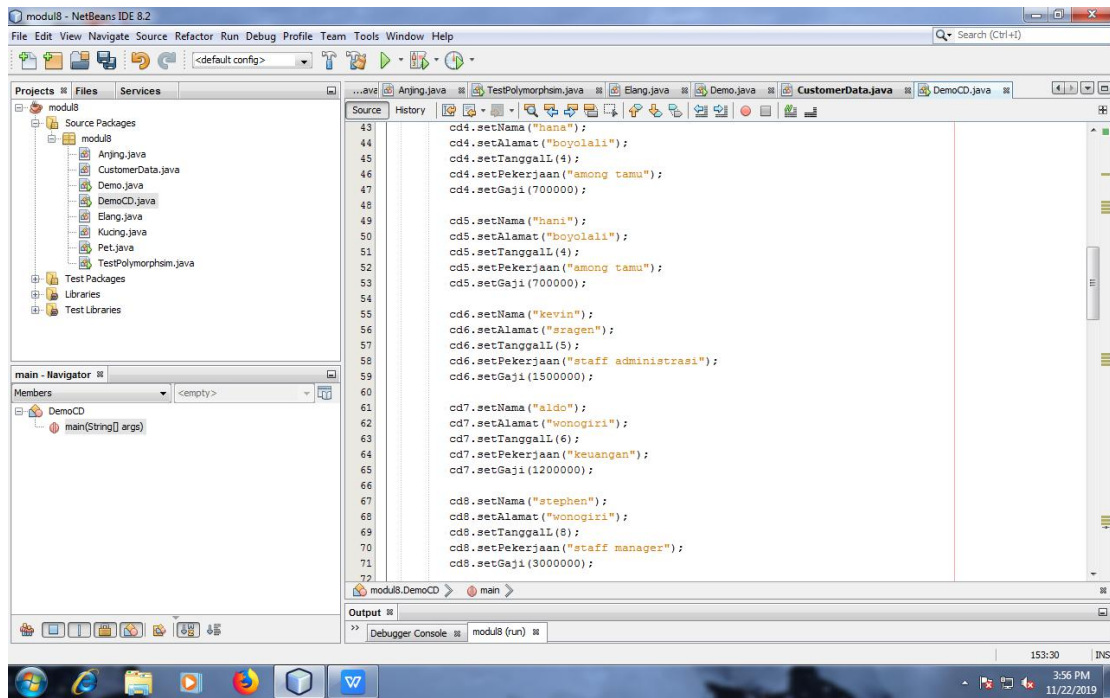 modul8 - NetBeans IDE 8.2
File Edit View Navigate Source Refactor Run Debug Profile Team Tools Window Help
Search (Ctrl+I)
<default config>
Projects Files Services
...ava Anjing.java TestPolymorphsim.java Elang.java Demo.java CustomerData.java DemoCD.java
Source History
modul8
Source Packages
modul8
Anjing.java
CustomerData.java
Demo.java
DemoCD.java
Elang.java
Kucing.java
Pet.java
TestPolymorphsim.java
Test Packages
Libraries
Test Libraries
main - Navigator
Members <empty>
DemoCD
main(String[] args)
43 cd4.setNama("hana");
44 cd4.setAlamat("boyolali");
45 cd4.setTanggalL(4);
46 cd4.setPekerjaan("among tamu");
47 cd4.setGaji(700000);
48
49 cd5.setNama("hani");
50 cd5.setAlamat("boyolali");
51 cd5.setTanggalL(4);
52 cd5.setPekerjaan("among tamu");
53 cd5.setGaji(700000);
54
55 cd6.setNama("kevin");
56 cd6.setAlamat("sragen");
57 cd6.setTanggalL(5);
58 cd6.setPekerjaan("staff administrasi");
59 cd6.setGaji(1500000);
60
61 cd7.setNama("aldo");
62 cd7.setAlamat("wonogiri");
63 cd7.setTanggalL(6);
64 cd7.setPekerjaan("keuangan");
65 cd7.setGaji(1200000);
66
67 cd8.setNama("stephen");
68 cd8.setAlamat("wonogiri");
69 cd8.setTanggalL(8);
70 cd8.setPekerjaan("staff manager");
71 cd8.setGaji(3000000);
72
modul8.DemoCD main
Output
Debugger Console modul8 (run)
153:30 INS
3:56 PM
11/22/2019